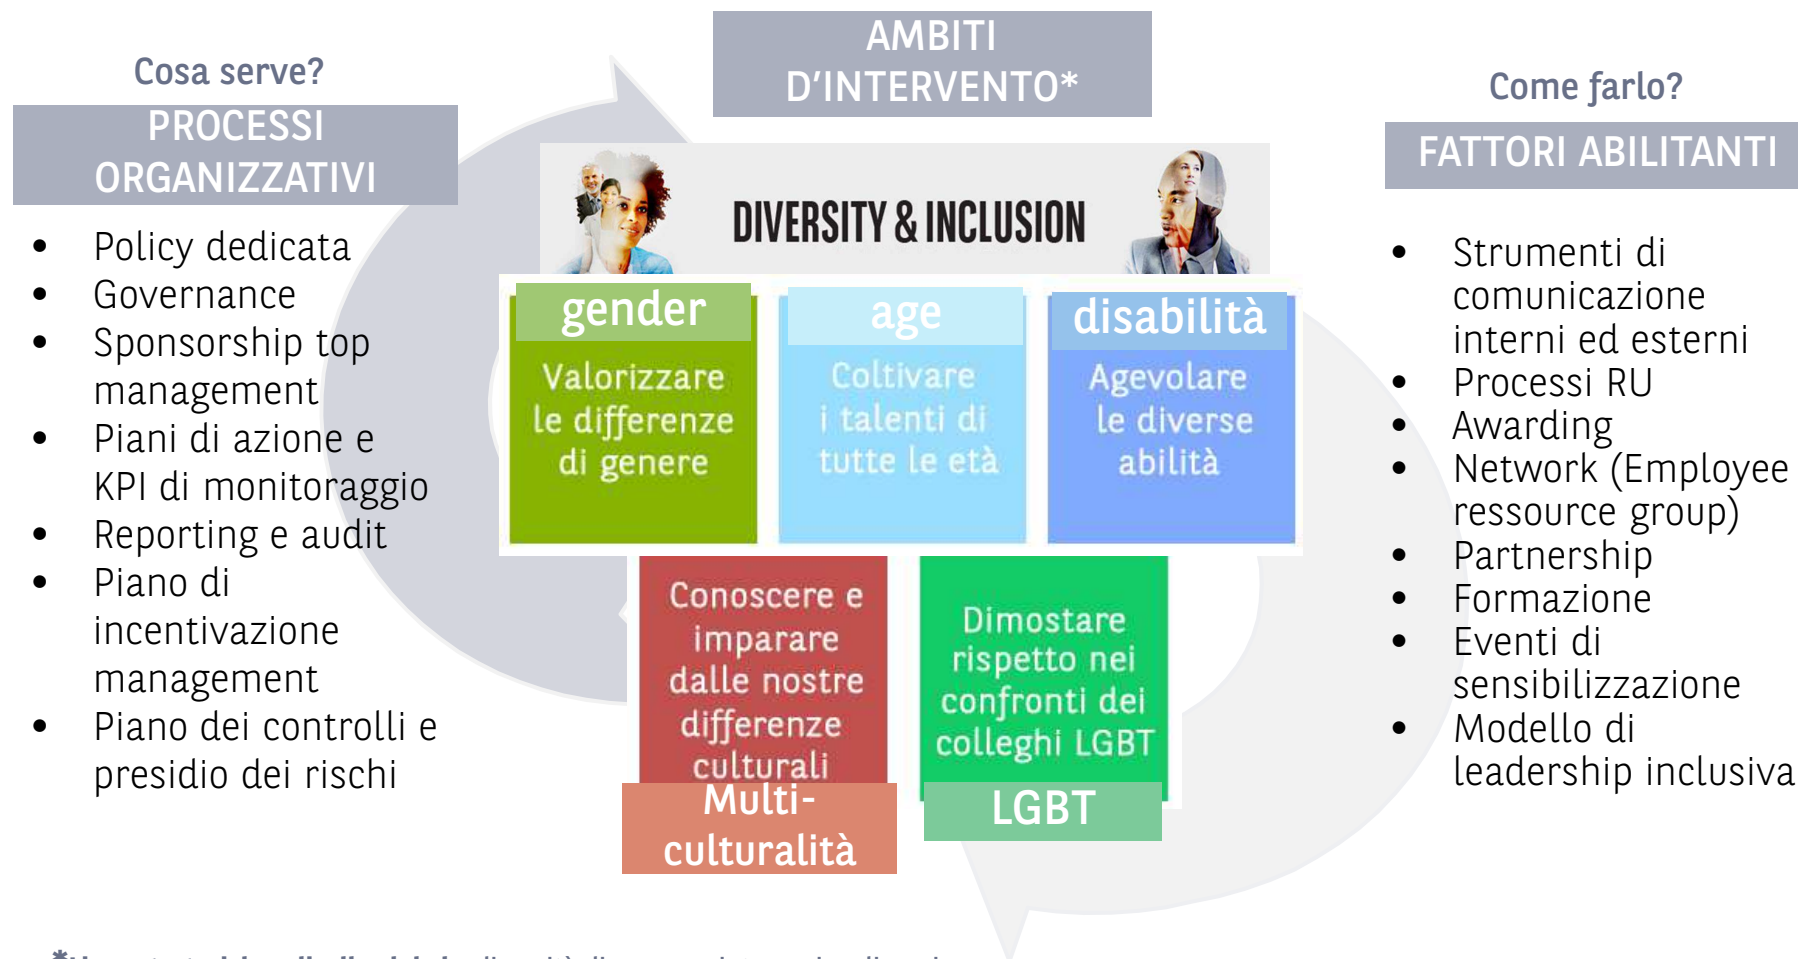 Cosa serve?
PROCESSI
ORGANIZZATIVI
• Policy dedicata
• Governance
• Sponsorship top
management
• Piani di azione e
KPI di monitoraggio
• Reporting e audit
• Piano di
incentivazione
management
• Piano dei controlli e
presidio dei rischi
AMBITI
D'INTERVENTO*
DIVERSITY & INCLUSION
gender
Valorizzare
le differenze
di genere
age
Coltivare
i talenti di
tutte le età
disabilità
Agevolare
le diverse
abilità
Conoscere e
imparare
dalle nostre
differenze
culturali
Multi-
culturalità
Dimostare
rispetto nei
confronti dei
colleghi LGBT
LGBT
Come farlo?
FATTORI ABILITANTI
• Strumenti di
comunicazione
interni ed esterni
• Processi RU
• Awarding
• Network (Employee
ressource group)
• Partnership
• Formazione
• Eventi di
sensibilizzazione
• Modello di
leadership inclusiva